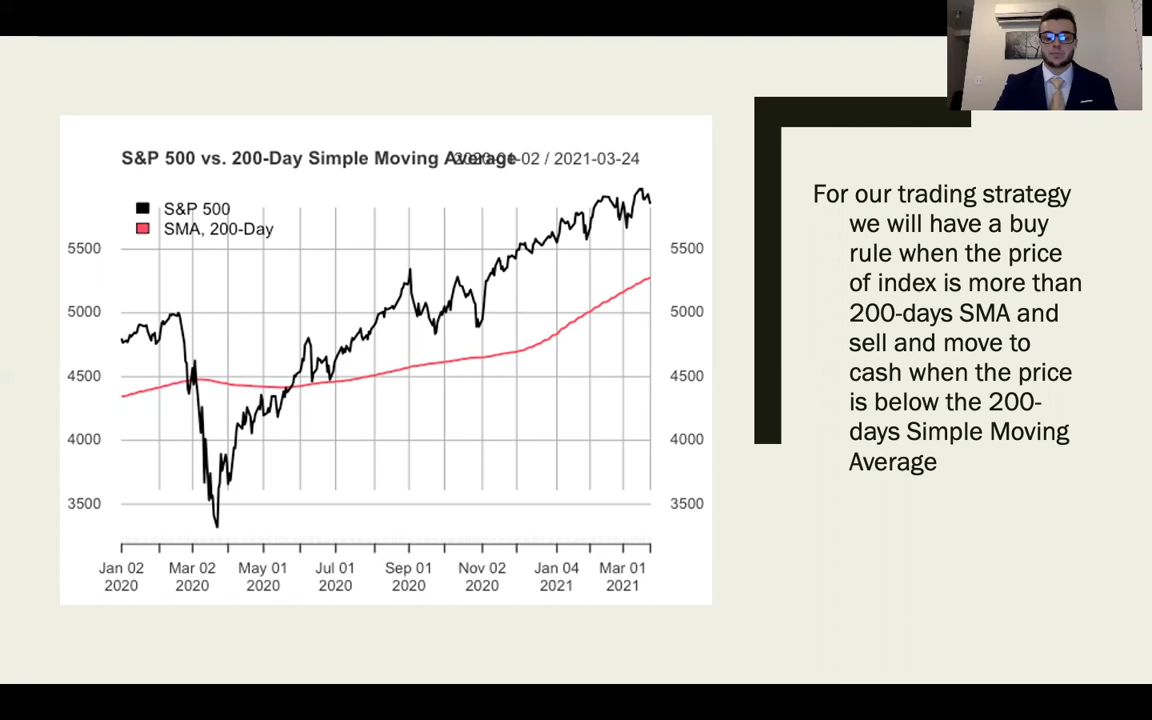 S&P 500 vs. 200-Day Simple Moving Average 2020-01-02 / 2021-03-24
S&P 500
SMA, 200-Day
5500 5500
5000 5000
4500 4500
4000 4000
3500 3500
Jan 02 Mar 02 May 01 Jul 01 Sep 01 Nov 02 Jan 04 Mar 01
2020 2020 2020 2020 2020 2020 2021 2021
For our trading strategy
we will have a buy
rule when the price
of index is more than
200-days SMA and
sell and move to
cash when the price
is below the 200-
days Simple Moving
Average